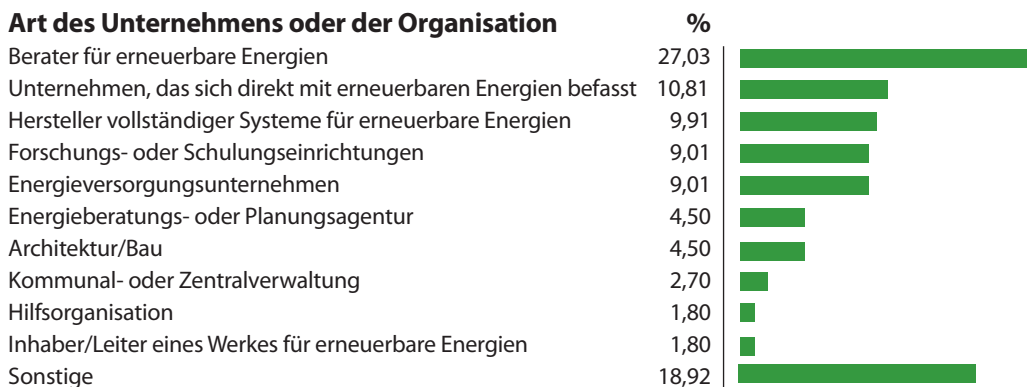 Art des Unternehmens oder der Organisation %
Berater für erneuerbare Energien 27,03
Unternehmen, das sich direkt mit erneuerbaren Energien befasst 10,81
Hersteller vollständiger Systeme für erneuerbare Energien 9,91
Forschungs- oder Schulungseinrichtungen 9,01
Energieversorgungsunternehmen 9,01
Energieberatungs- oder Planungsagentur 4,50
Architektur/Bau 4,50
Kommunal- oder Zentralverwaltung 2,70
Hilfsorganisation 1,80
Inhaber/Leiter eines Werkes für erneuerbare Energien 1,80
Sonstige 18,92